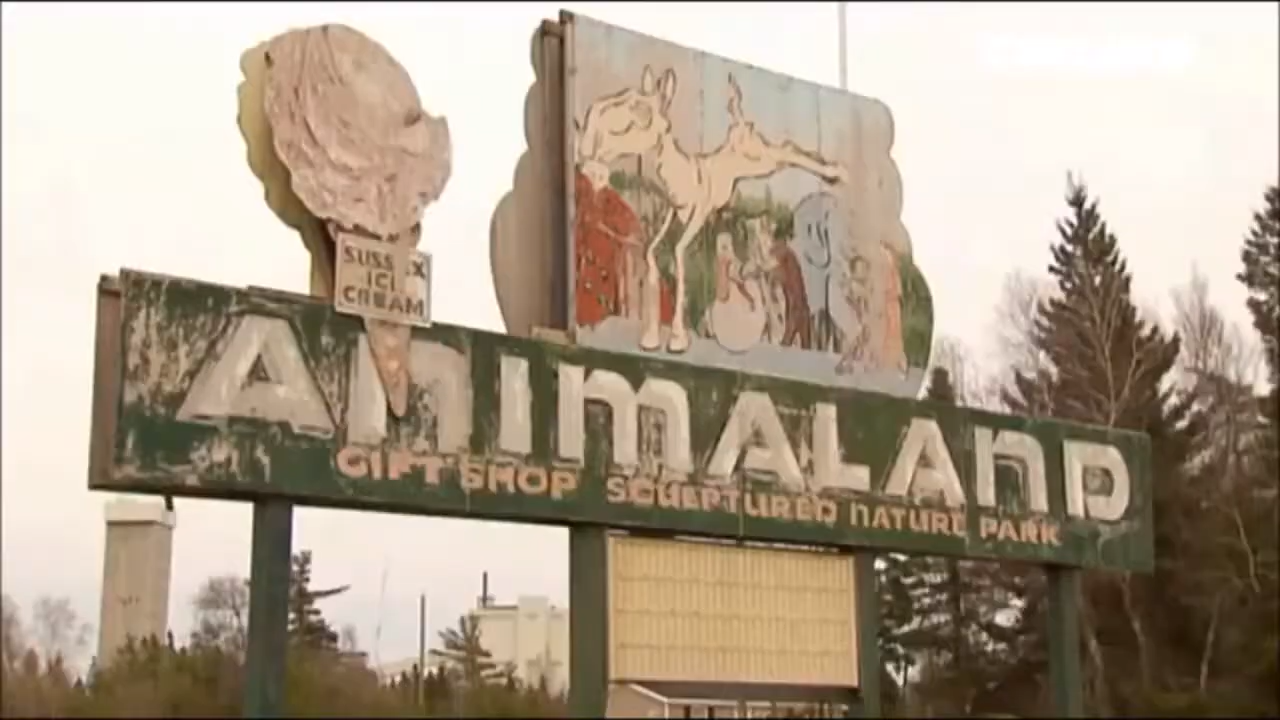 SUSSEX
ICE
CREAM
ANIMALAND
GIFT SHOP SCULPTURED NATURE PARK